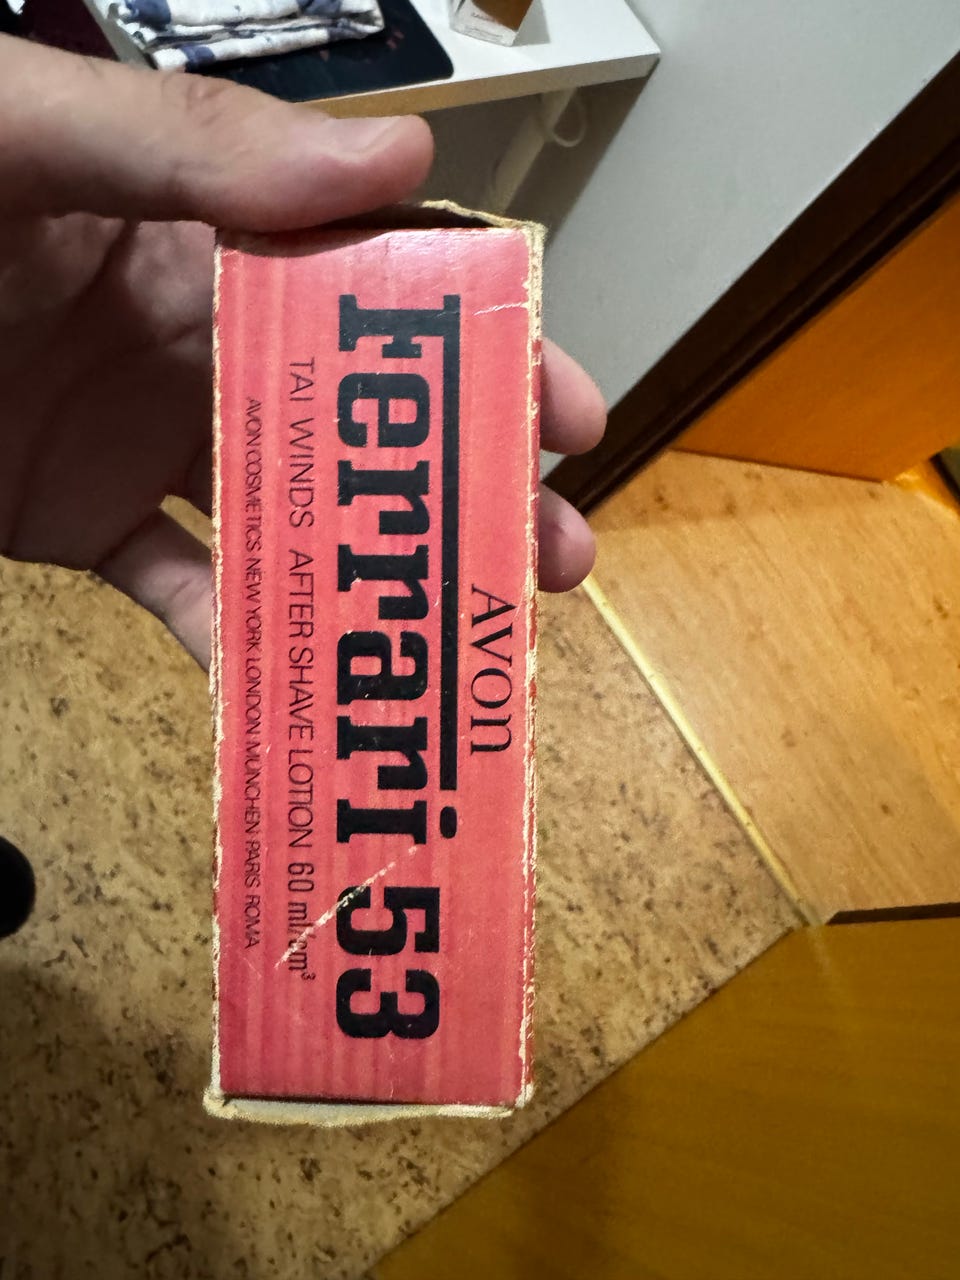 AVON
Ferrari 53
TAI WINDS AFTER SHAVE LOTION 60 ml/cm³
AVON COSMETICS NEW YORK LONDON MÜNCHEN PARIS ROMA